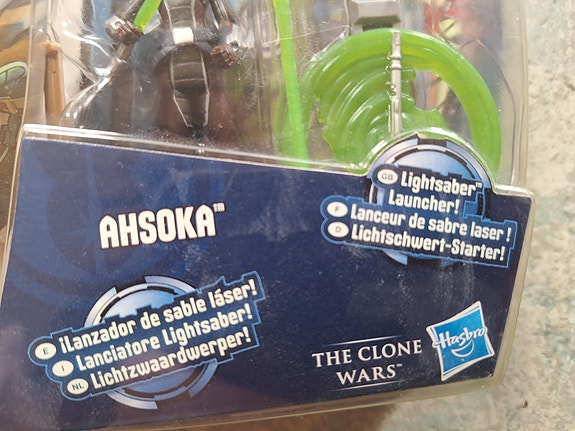 AHSOKA™
GB Lightsaber™
Launcher!
F Lanceur de sabre laser !
D Lichtschwert-Starter!
E ¡Lanzador de sable láser!
I Lanciatore Lightsaber!
NL Lichtzwaardwerper!
THE CLONE
WARS™
Hasbro